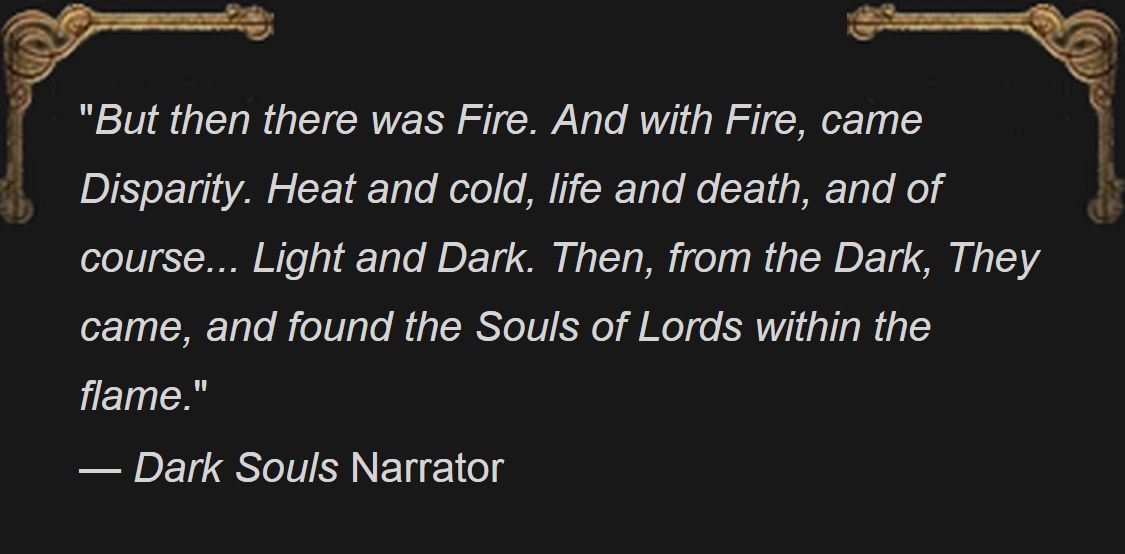 "But then there was Fire. And with Fire, came
Disparity. Heat and cold, life and death, and of
course... Light and Dark. Then, from the Dark, They
came, and found the Souls of Lords within the
flame."
— Dark Souls Narrator